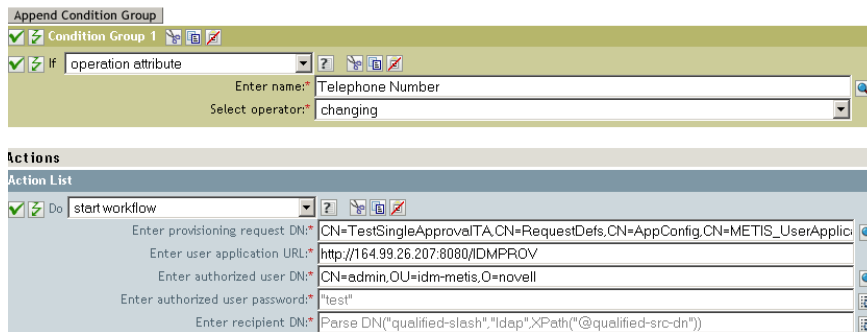 Append Condition Group
Condition Group 1
If operation attribute ?
Enter name:* Telephone Number
Select operator:* changing
Actions
Action List
Do start workflow ?
Enter provisioning request DN:* CN=TestSingleApprovalTA,CN=RequestDefs,CN=AppConfig,CN=METIS_UserApplic
Enter user application URL:* http://164.99.26.207:8080/IDMPROV
Enter authorized user DN:* CN=admin,OU=idm-metis,O=novell
Enter authorized user password:* "test"
Enter recipient DN:* Parse DN("qualified-slash","ldap",XPath("@qualified-src-dn"))